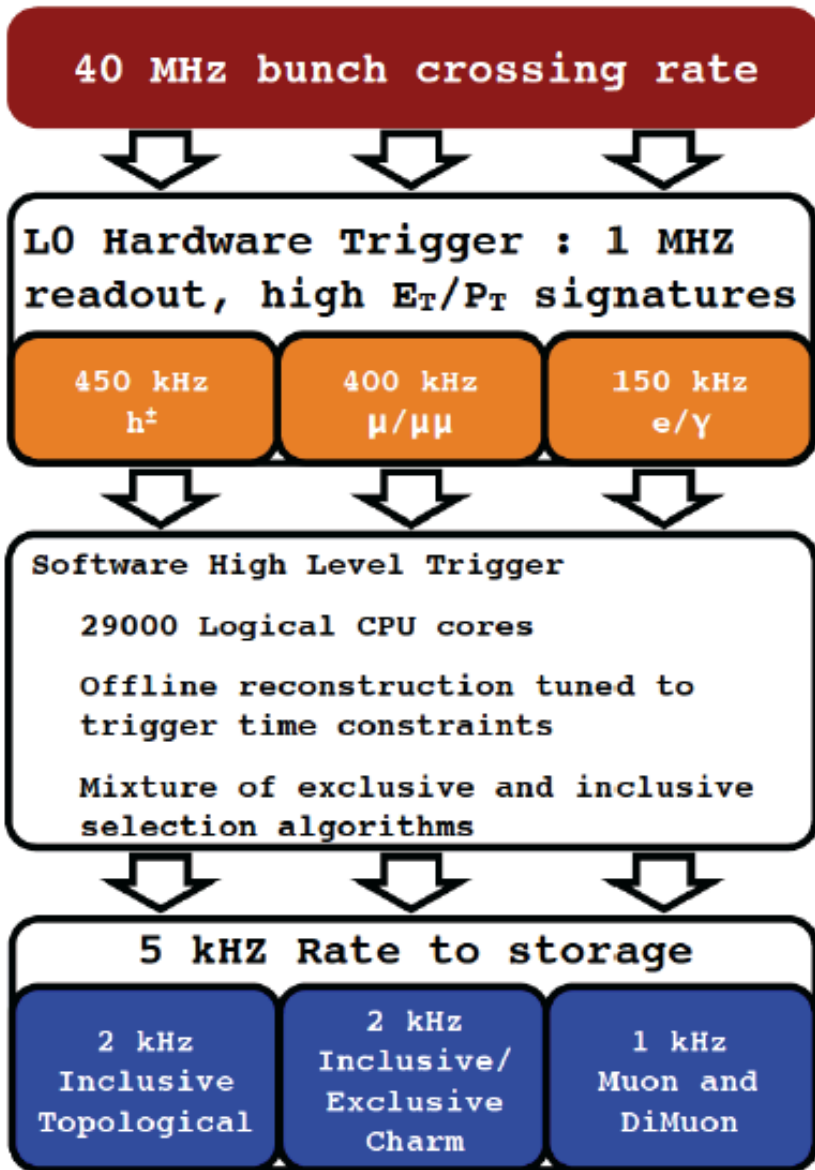 40 MHz bunch crossing rate
L0 Hardware Trigger : 1 MHZ
readout, high ET/PT signatures
450 kHz
h±
400 kHz
μ/μμ
150 kHz
e/γ
Software High Level Trigger
29000 Logical CPU cores
Offline reconstruction tuned to
trigger time constraints
Mixture of exclusive and inclusive
selection algorithms
5 kHZ Rate to storage
2 kHz
Inclusive
Topological
2 kHz
Inclusive/
Exclusive
Charm
1 kHz
Muon and
DiMuon